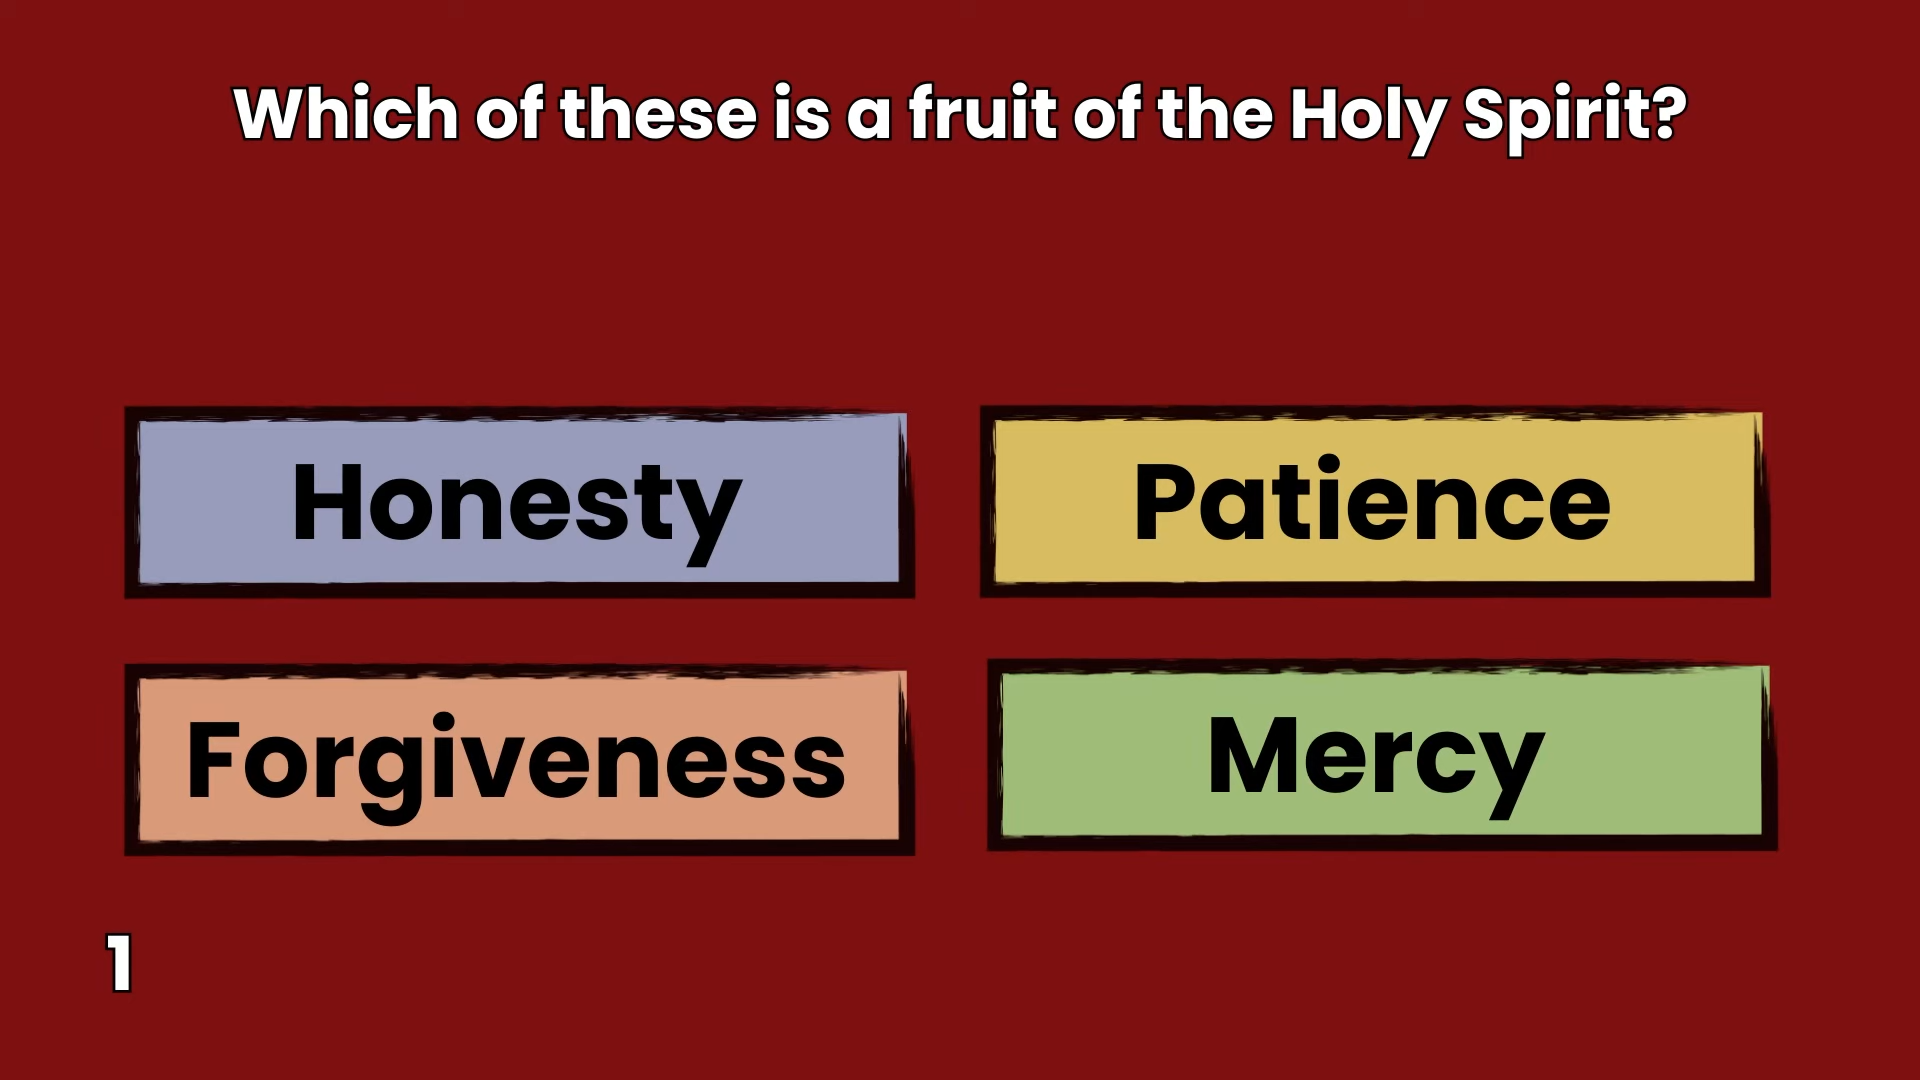 Which of these is a fruit of the Holy Spirit?
Honesty
Patience
Forgiveness
Mercy
1